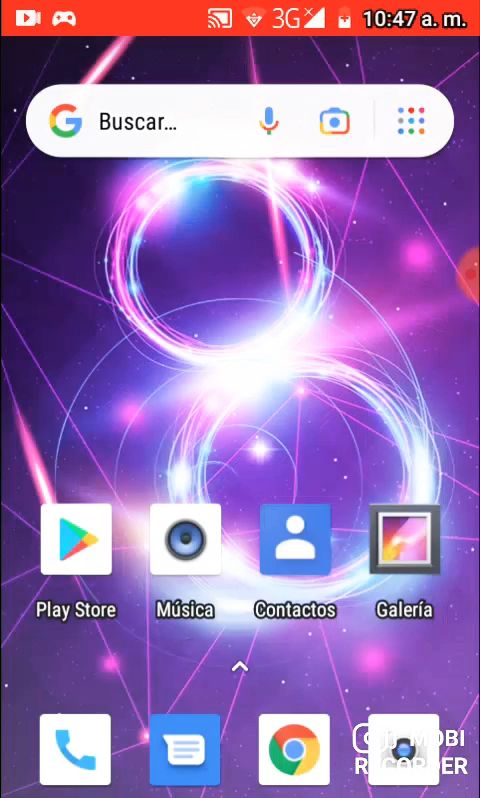 3G
10:47 a. m.
Buscar...
Play Store
Música
Contactos
Galería
MOBI
RECORDER